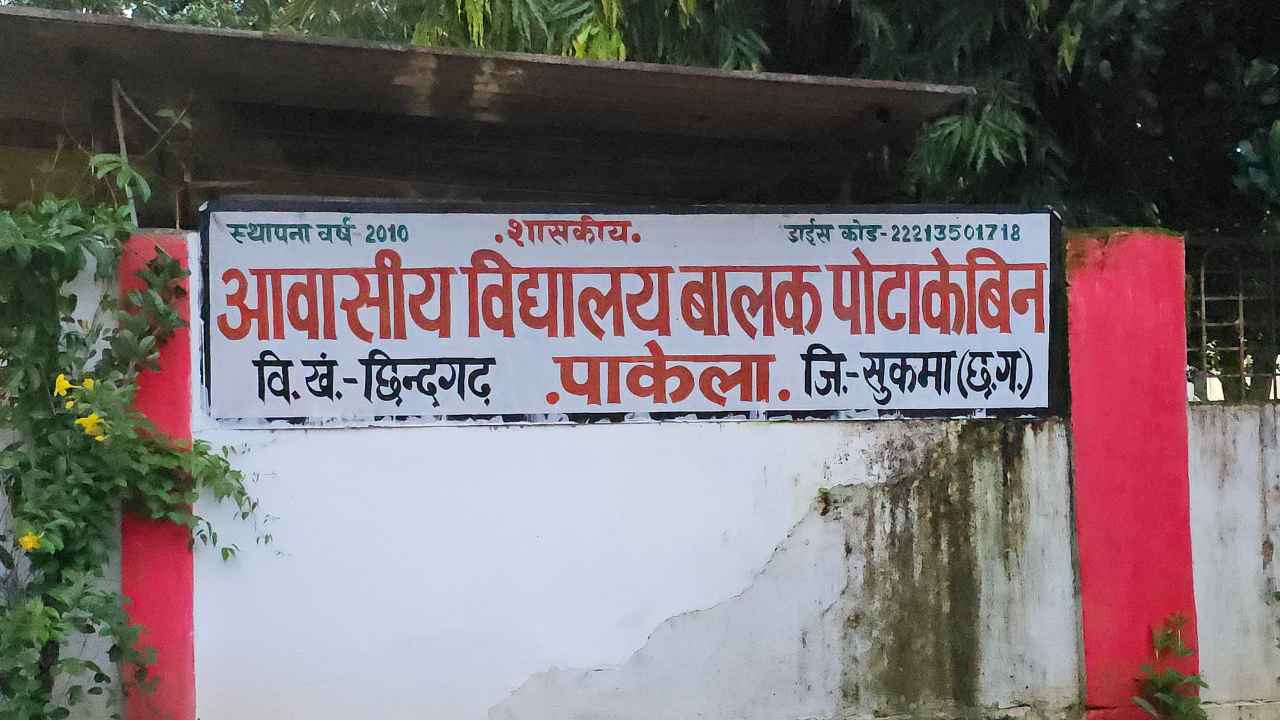 स्थापना वर्ष-2010 .शासकीय. डाईस कोड-22213501718
आवासीय विद्यालय बालक पोटाकेबिन
वि.खं.-छिन्दगढ़ .पाकेला. जि.-सुकमा(छ.ग.)